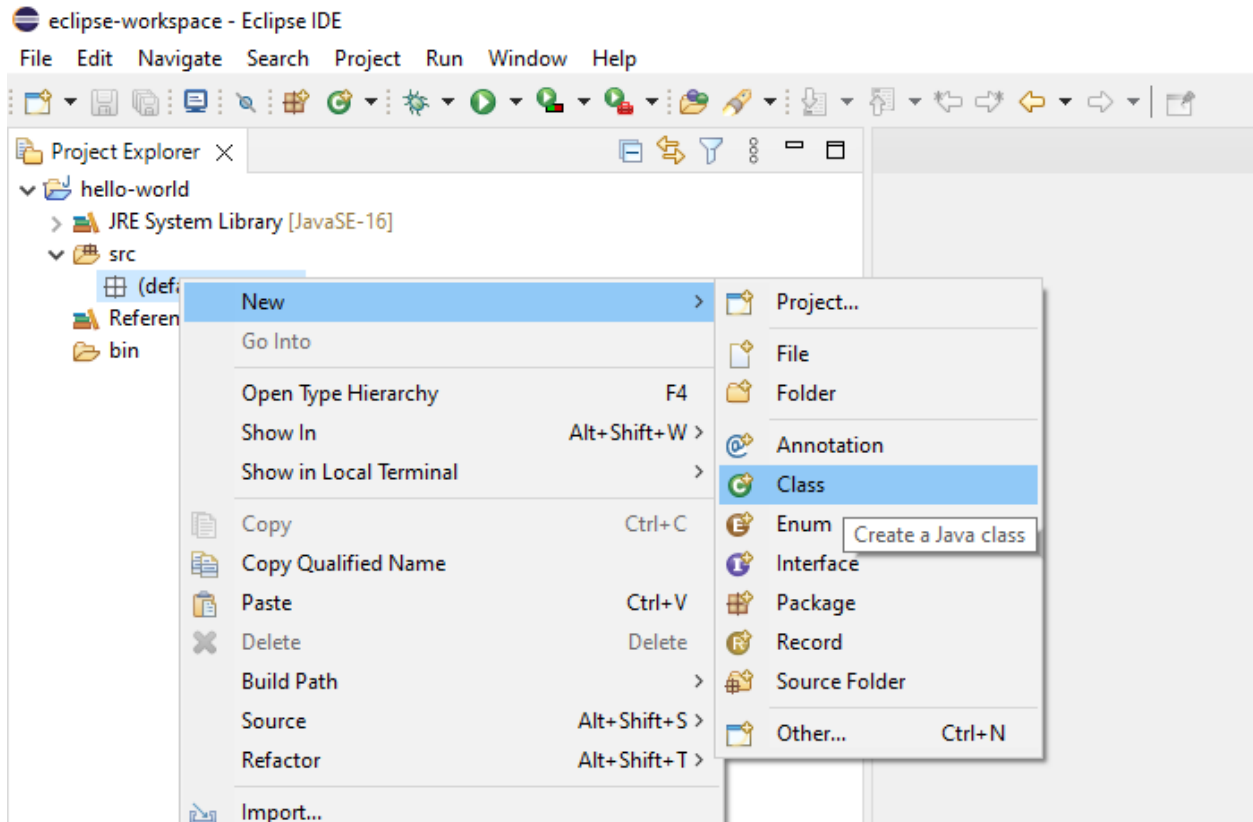 eclipse-workspace - Eclipse IDE
File Edit Navigate Search Project Run Window Help
Project Explorer
hello-world
JRE System Library [JavaSE-16]
src
(defa
Referen
bin
New
Go Into
Open Type Hierarchy F4
Show In Alt+Shift+W >
Show in Local Terminal >
Copy Ctrl+C
Copy Qualified Name
Paste Ctrl+V
Delete Delete
Build Path >
Source Alt+Shift+S >
Refactor Alt+Shift+T >
Import...
Project...
File
Folder
Annotation
Class
Enum
Create a Java class
Interface
Package
Record
Source Folder
Other... Ctrl+N